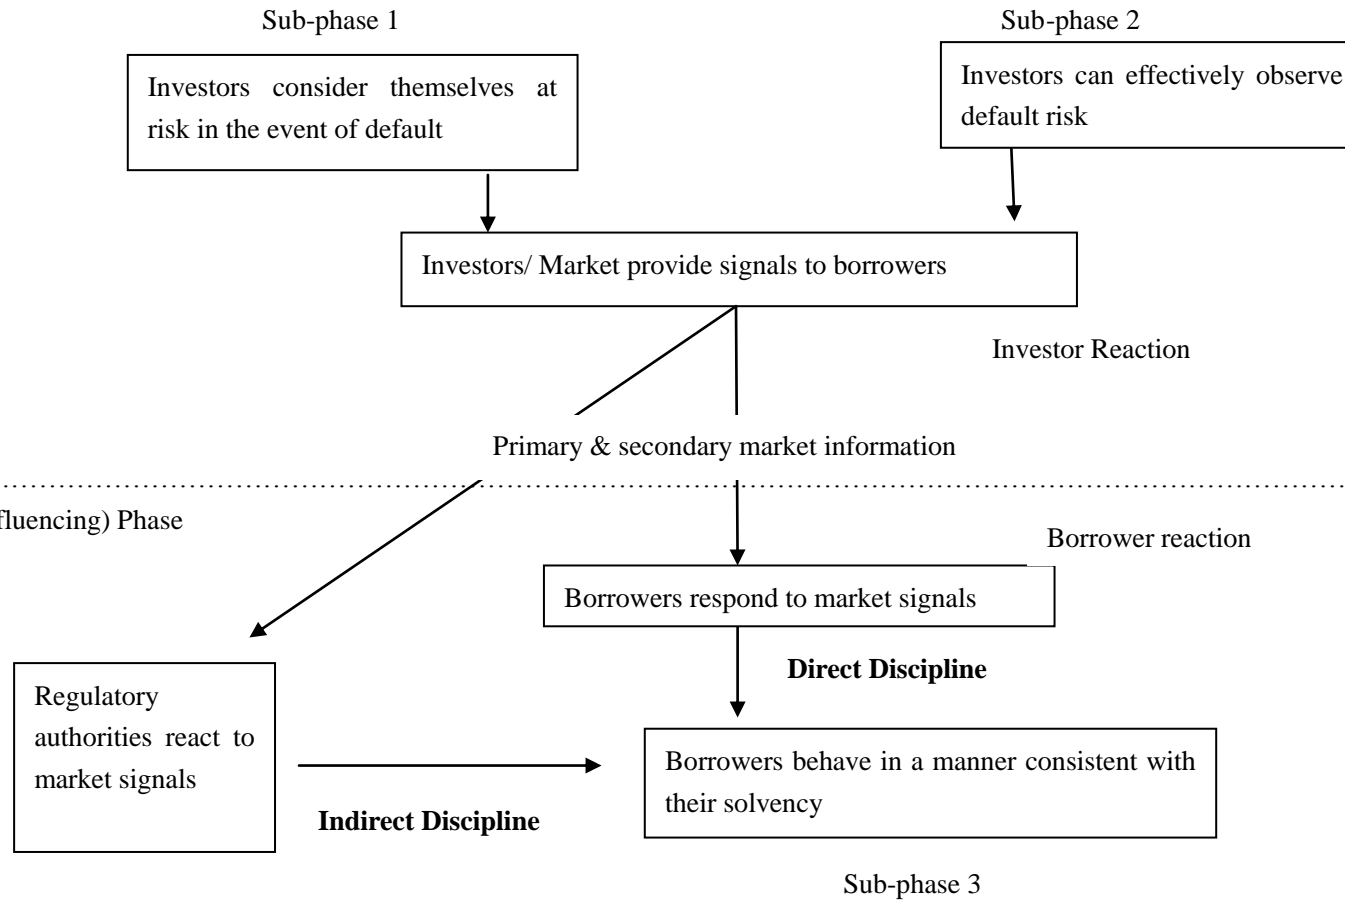 Sub-phase 1
Sub-phase 2
Investors consider themselves at
risk in the event of default
Investors can effectively observe
default risk
Investors/ Market provide signals to borrowers
Investor Reaction
Primary & secondary market information
fluencing) Phase
Borrower reaction
Borrowers respond to market signals
Direct Discipline
Regulatory
authorities react to
market signals
Borrowers behave in a manner consistent with
their solvency
Indirect Discipline
Sub-phase 3